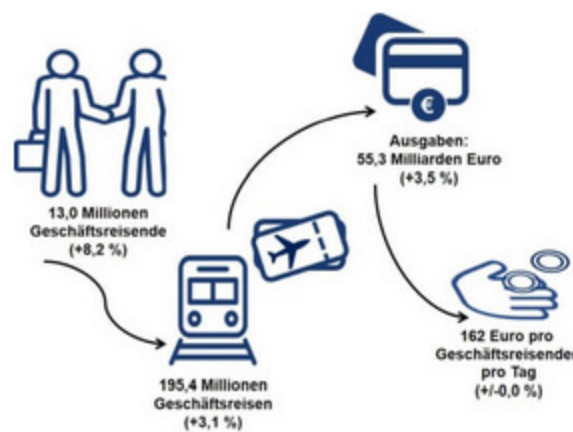 13,0 Millionen
Geschäftsreisende
(+8,2 %)
195,4 Millionen
Geschäftsreisen
(+3,1 %)
€
Ausgaben:
55,3 Milliarden Euro
(+3,5 %)
162 Euro pro
Geschäftsreisender
pro Tag
(+/-0,0 %)